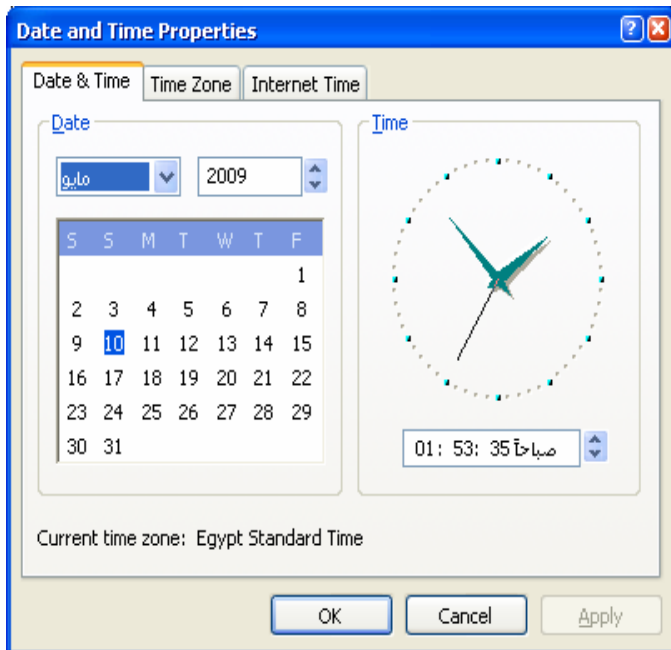 Date and Time Properties
Date & Time Time Zone Internet Time
Date
مايو 2009
S S M T W T F
1
2 3 4 5 6 7 8
9 10 11 12 13 14 15
16 17 18 19 20 21 22
23 24 25 26 27 28 29
30 31
Time
01: 53: 35 صباحاً
Current time zone: Egypt Standard Time
OK Cancel Apply